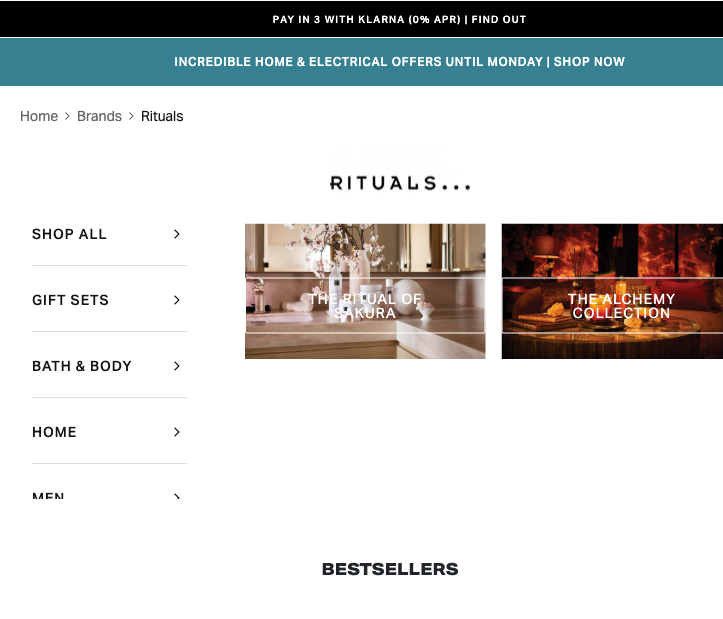 PAY IN 3 WITH KLARNA (0% APR) | FIND OUT
INCREDIBLE HOME & ELECTRICAL OFFERS UNTIL MONDAY | SHOP NOW
Home > Brands > Rituals
RITUALS...
SHOP ALL
GIFT SETS
BATH & BODY
HOME
MEN
THE RITUAL OF
SAKURA
THE ALCHEMY
COLLECTION
BESTSELLERS